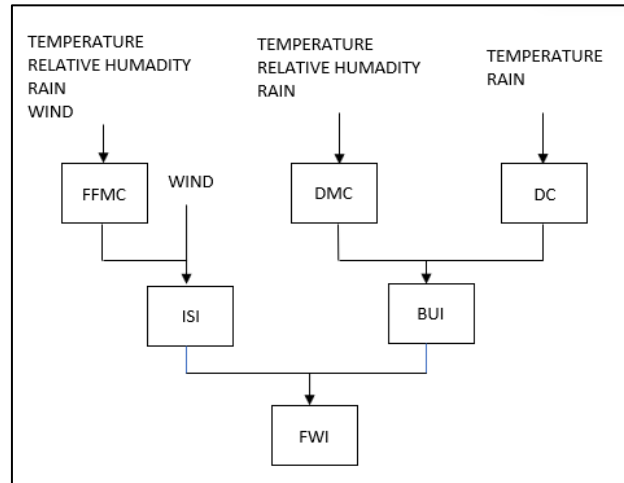 TEMPERATURE
RELATIVE HUMADITY
RAIN
WIND
TEMPERATURE
RELATIVE HUMADITY
RAIN
TEMPERATURE
RAIN
FFMC
WIND
DMC
DC
ISI
BUI
FWI